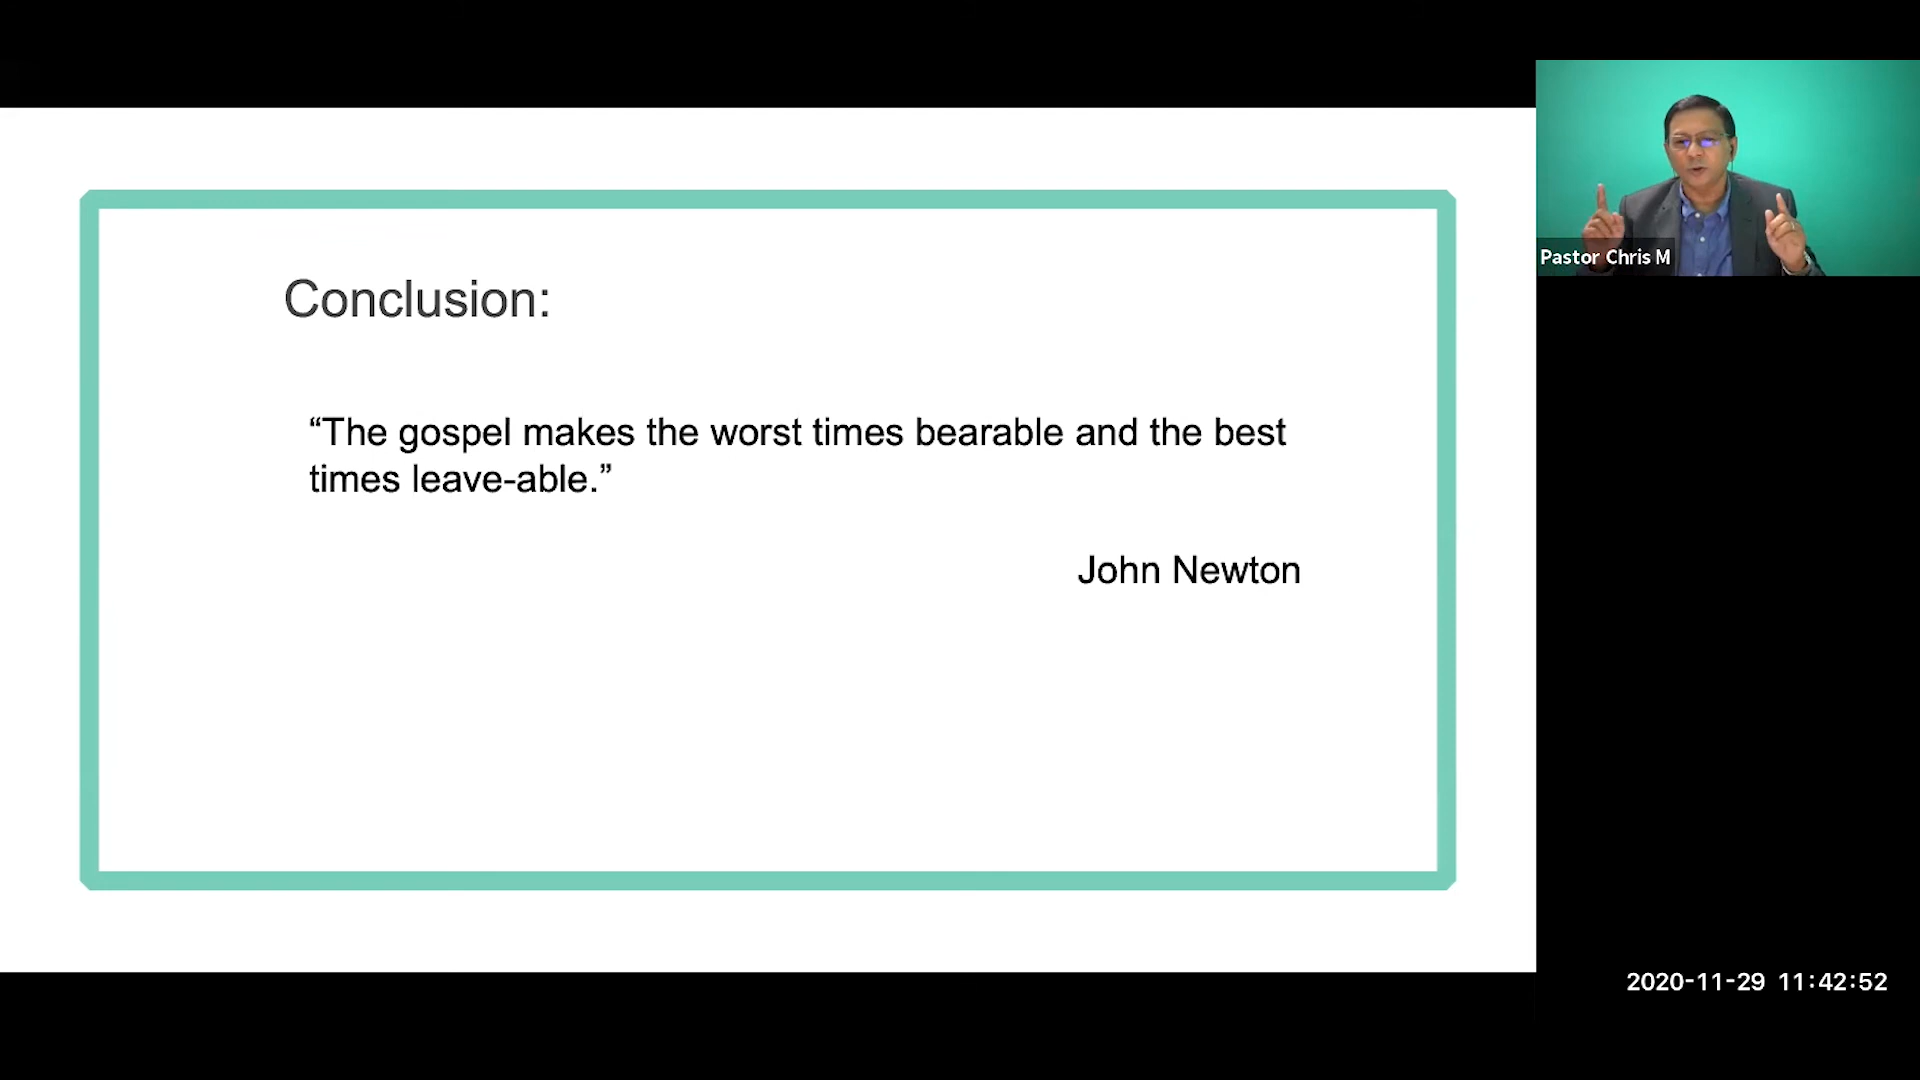 Conclusion:
“The gospel makes the worst times bearable and the best
times leave-able.”
John Newton
Pastor Chris M
2020-11-29 11:42:52